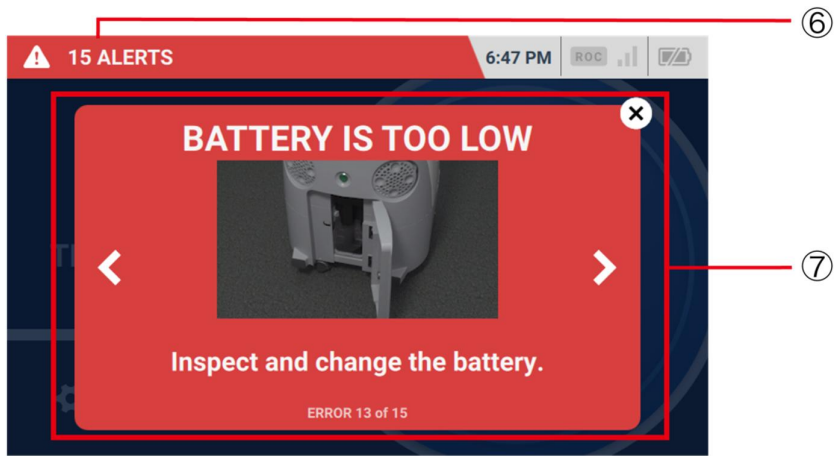 ⑥
15 ALERTS
6:47 PM
ROC
BATTERY IS TOO LOW
⑦
Inspect and change the battery.
ERROR 13 of 15